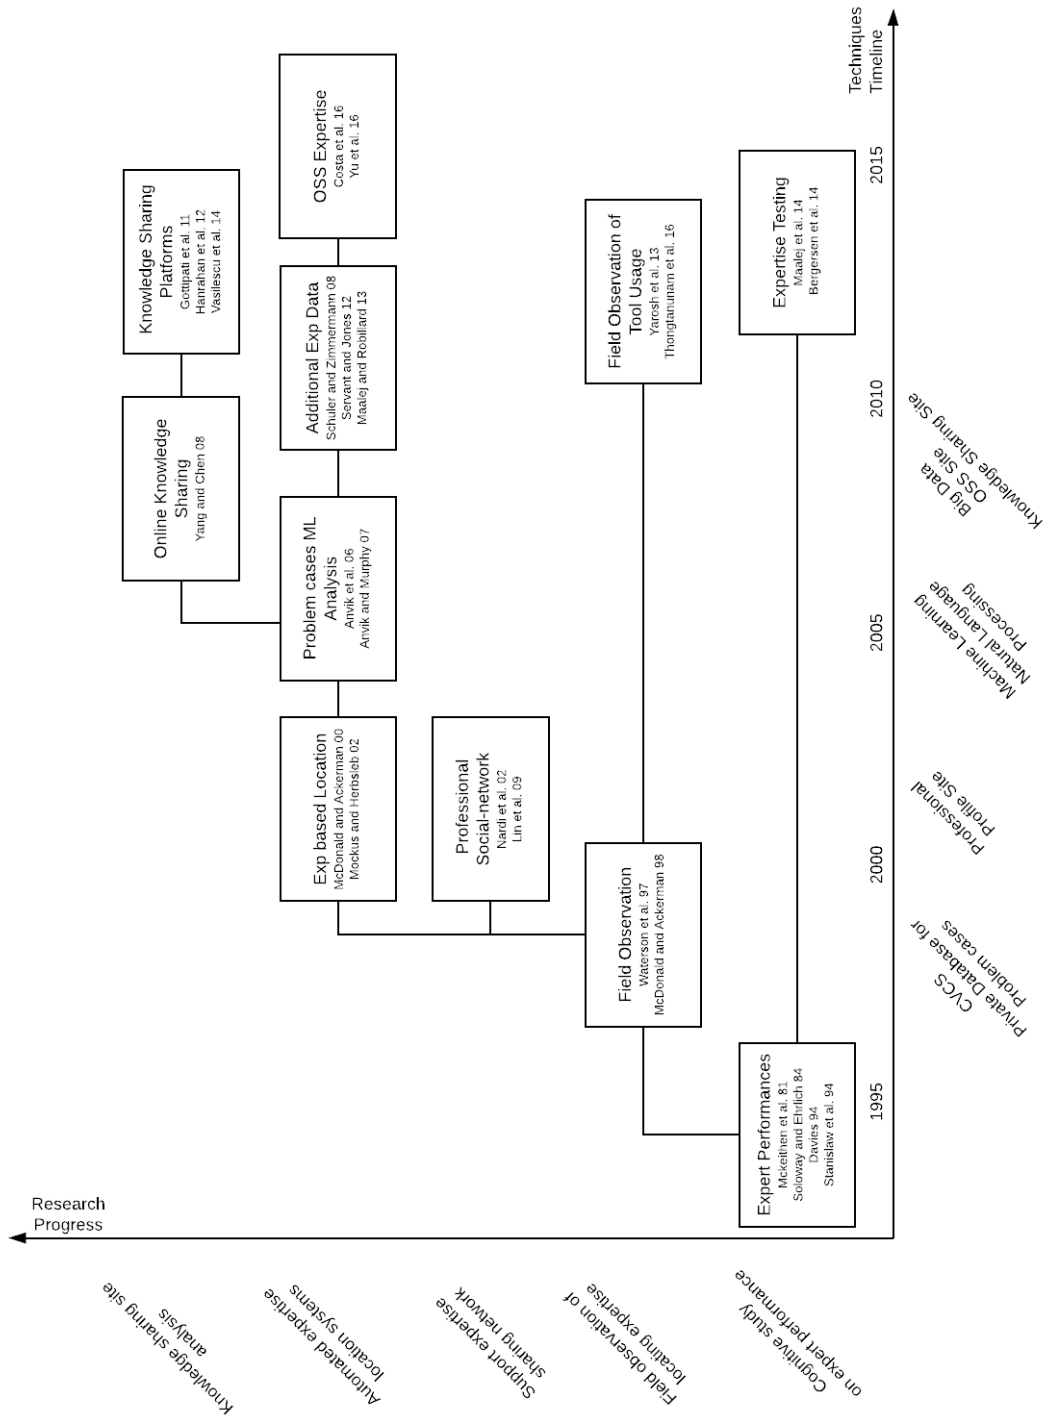 Research
Progress
Knowledge sharing site
analysis
Knowledge Sharing
Platforms
Gottipati et al. 11
Hanrahan et al. 12
Vasilescu et al. 14
Online Knowledge
Sharing
Yang and Chen 08
Automated expertise
location systems
Exp based Location
McDonald and Ackerman 00
Mockus and Herbsleb 02
Problem cases ML
Analysis
Anvik et al. 06
Anvik and Murphy 07
Additional Exp Data
Schuler and Zimmermann 08
Servant and Jones 12
Maalej and Robillard 13
OSS Expertise
Costa et al. 16
Yu et al. 16
Support expertise
sharing network
Professional
Social-network
Nardi et al. 02
Lin et al. 09
Field observation of
locating expertise
Field Observation
Waterson et al. 97
McDonald and Ackerman 98
Field Observation of
Tool Usage
Yarosh et al. 13
Thongtanunam et al. 16
Cognitive study
on expert performance
Expert Performances
Mckeithen et al. 81
Soloway and Ehrlich 84
Davies 94
Stanislaw et al. 94
Expertise Testing
Maalej et al. 14
Bergersen et al. 14
1995
2000
2005
2010
2015
Techniques
Timeline
CVCS
Private Database for
Problem cases
Professional
Profile Site
Machine Learning
Natural Language
Processing
Big Data
OSS Site
Knowledge Sharing Site